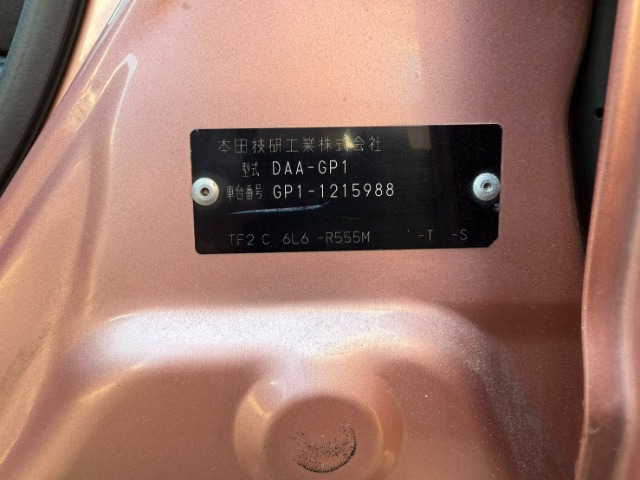 本田技研工業株式会社
型式 DAA-GP1
車台番号 GP1-1215988
TF2 C 6L6 -R555M -T -S